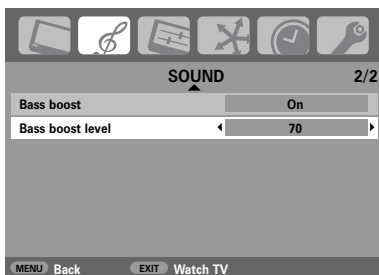 SOUND 2/2
Bass boost On
Bass boost level 70
MENU Back EXIT Watch TV